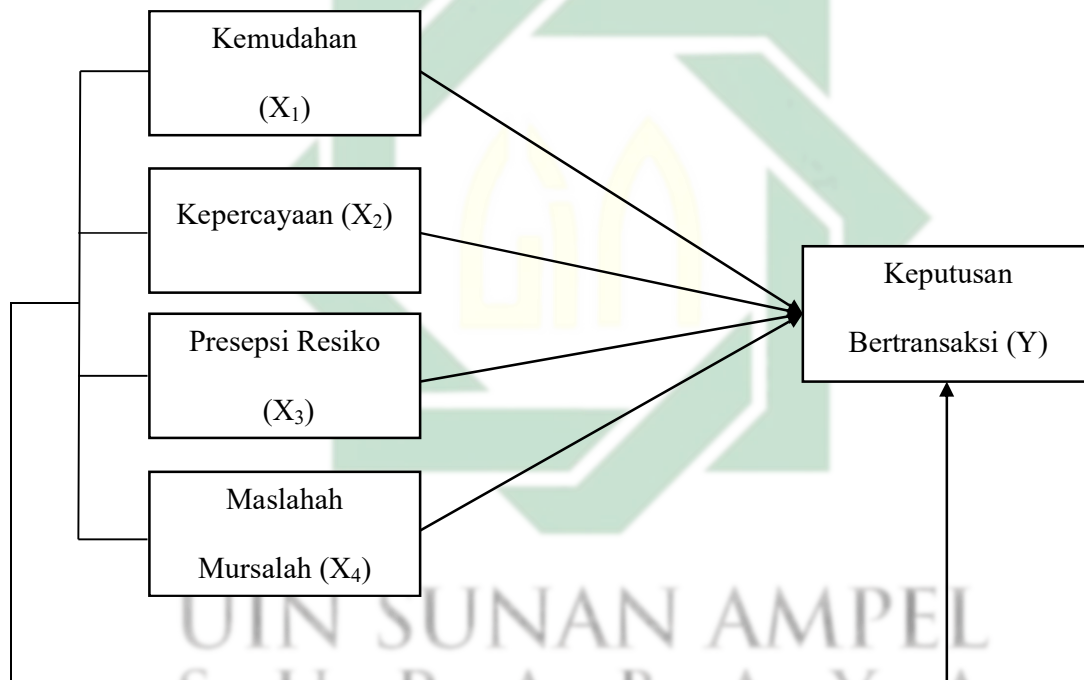 Kemudahan
(X₁)
Kepercayaan (X₂)
Presepsi Resiko
(X₃)
Maslahah
Mursalah (X₄)
Keputusan
Bertransaksi (Y)
UIN SUNAN AMPEL
S U R A B A Y A